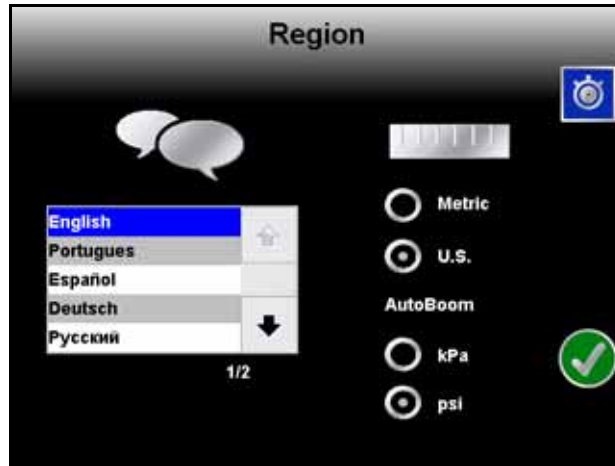 Region
English
Portugues
Español
Deutsch
Русский
1/2
Metric
U.S.
AutoBoom
kPa
psi